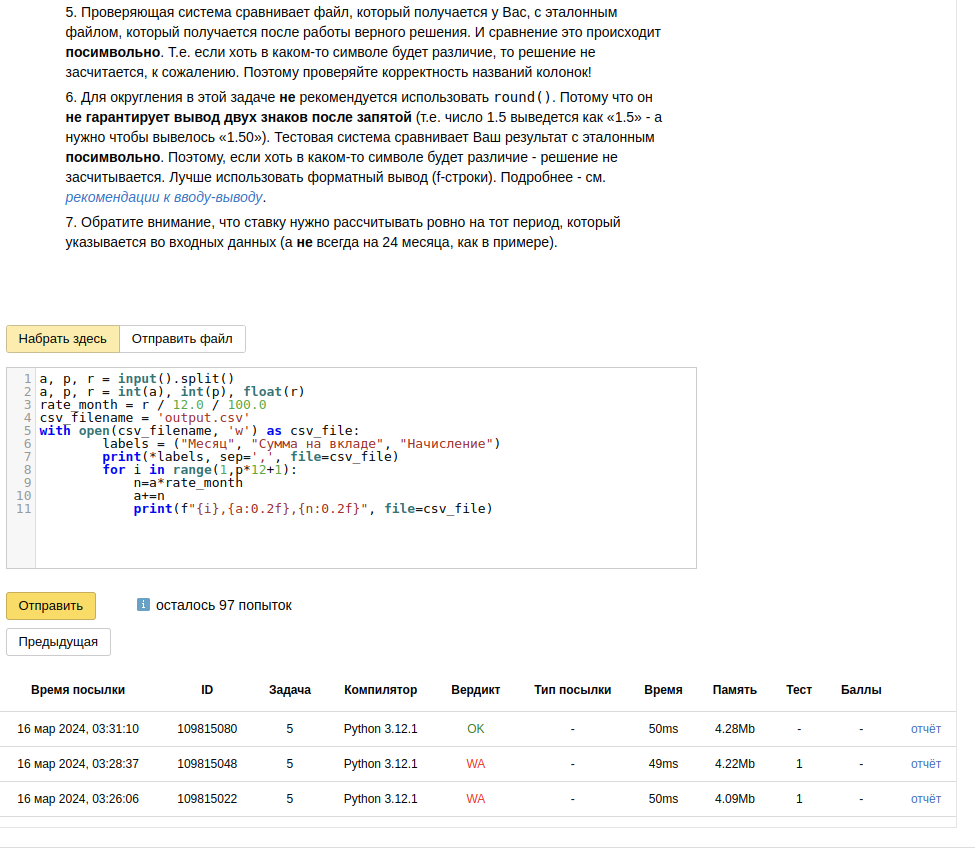 5. Проверяющая система сравнивает файл, который получается у Вас, с эталонным
файлом, который получается после работы верного решения. И сравнение это происходит
посимвольно. Т.е. если хоть в каком-то символе будет различие, то решение не
засчитается, к сожалению. Поэтому проверяйте корректность названий колонок!
6. Для округления в этой задаче не рекомендуется использовать round(). Потому что он
не гарантирует вывод двух знаков после запятой (т.е. число 1.5 выведется как «1.5» - а
нужно чтобы вывелось «1.50»). Тестовая система сравнивает Ваш результат с эталонным
посимвольно. Поэтому, если хоть в каком-то символе будет различие - решение не
засчитывается. Лучше использовать форматный вывод (f-строки). Подробнее - см.
рекомендации к вводу-выводу.
7. Обратите внимание, что ставку нужно рассчитывать ровно на тот период, который
указывается во входных данных (а не всегда на 24 месяца, как в примере).
Набрать здесь Отправить файл
1 a, p, r = input().split()
2 a, p, r = int(a), int(p), float(r)
3 rate_month = r / 12.0 / 100.0
4 csv_filename = 'output.csv'
5 with open(csv_filename, 'w') as csv_file:
6 labels = ("Месяц", "Сумма на вкладе", "Начисление")
7 print(*labels, sep=',', file=csv_file)
8 for i in range(1,p*12+1):
9 n=a*rate_month
10 a+=n
11 print(f"{i},{a:0.2f},{n:0.2f}", file=csv_file)
Отправить i осталось 97 попыток
Предыдущая
Время посылки ID Задача Компилятор Вердикт Тип посылки Время Память Тест Баллы
16 мар 2024, 03:31:10 109815080 5 Python 3.12.1 OK - 50ms 4.28Mb - - отчёт
16 мар 2024, 03:28:37 109815048 5 Python 3.12.1 WA - 49ms 4.22Mb 1 - отчёт
16 мар 2024, 03:26:06 109815022 5 Python 3.12.1 WA - 50ms 4.09Mb 1 - отчёт